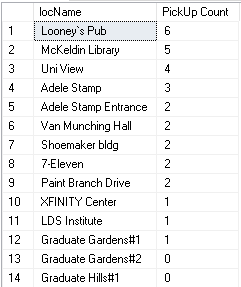 locName PickUp Count
1 Looney`s Pub 6
2 McKeldin Library 5
3 Uni View 4
4 Adele Stamp 3
5 Adele Stamp Entrance 2
6 Van Munching Hall 2
7 Shoemaker bldg 2
8 7-Eleven 2
9 Paint Branch Drive 2
10 XFINITY Center 1
11 LDS Institute 1
12 Graduate Gardens#1 1
13 Graduate Gardens#2 0
14 Graduate Hills#1 0